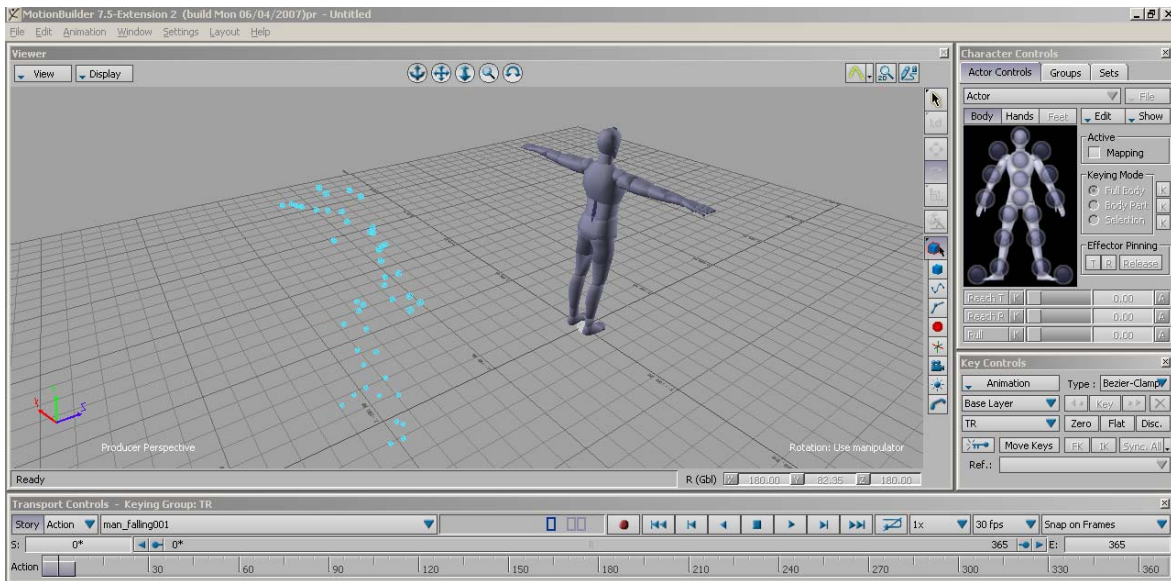 MotionBuilder 7.5-Extension 2 (build Mon 06/04/2007)pr - Untitled
File Edit Animation Window Settings Layout Help
Viewer
View Display
2D
Producer Perspective
Rotation: Use manipulator
Ready
R (Gbl) X 180.00 Y 82.35 Z 180.00
Character Controls
Actor Controls Groups Sets
Actor File
Body Hands Feet Edit Show
Active
Mapping
Keying Mode
Full Body K
Body Part K
Selection K
Effector Pinning
T R Release
Reach T K 0.00 A
Reach R K 0.00 A
Pull K 0.00 A
Key Controls
Animation Type : Bezier-Clamp
Base Layer Key
TR Zero Flat Disc.
Move Keys FK IK Sync. All
Ref.:
Transport Controls - Keying Group: TR
Story Action man_falling001 1x 30 fps Snap on Frames
S: 0* 0* 365 E: 365
Action 30 60 90 120 150 180 210 240 270 300 330 360